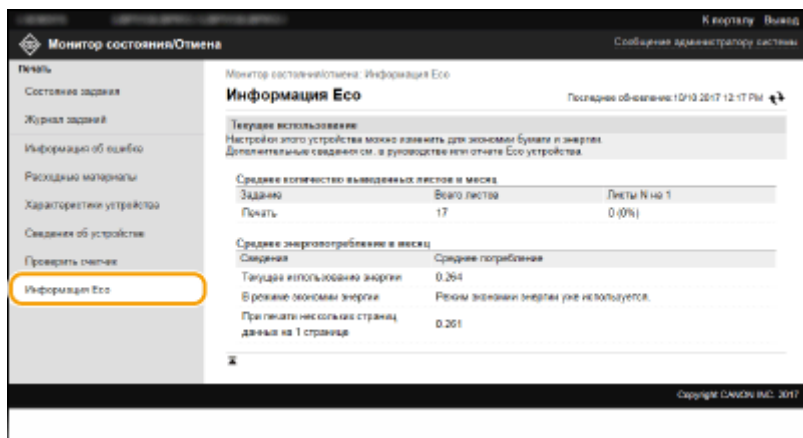 К порталу Выход
Монитор состояния/Отмена
Сообщение администратору системы
Печать
Состояние задания
Журнал заданий
Информация об ошибке
Расходные материалы
Характеристики устройства
Сведения об устройстве
Проверить счетчик
Информация Eco
Монитор состояния/отмена: Информация Eco
Информация Eco
Последнее обновление: 10/10 2017 12:17 PM
Текущее использование
Настройки этого устройства можно изменить для экономии бумаги и энергии.
Дополнительные сведения см. в руководстве или отчете Eco устройства.
Среднее количество выведенных листов в месяц
Задание Всего листов Листы N на 1
Печать 17 0 (0%)
Среднее энергопотребление в месяц
Сведения Среднее потребление
Текущее использование энергии 0.264
В режиме экономии энергии Режим экономии энергии уже используется.
При печати нескольких страниц
данных на 1 странице 0.261
Copyright CANON INC. 2017